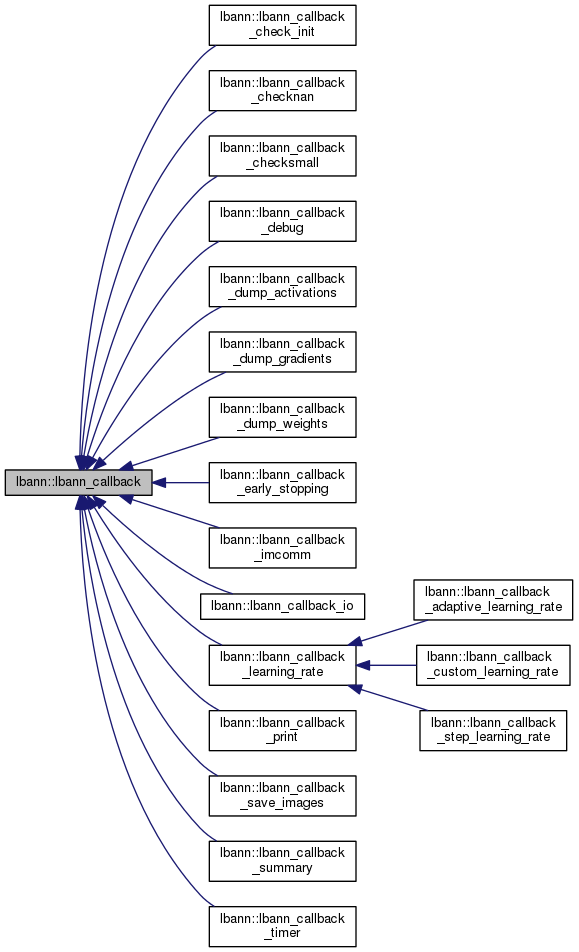 lbann::lbann_callback
_check_init
lbann::lbann_callback
_checknan
lbann::lbann_callback
_checksmall
lbann::lbann_callback
_debug
lbann::lbann_callback
_dump_activations
lbann::lbann_callback
_dump_gradients
lbann::lbann_callback
_dump_weights
lbann::lbann_callback
lbann::lbann_callback
_early_stopping
lbann::lbann_callback
_imcomm
lbann::lbann_callback_io
lbann::lbann_callback
_adaptive_learning_rate
lbann::lbann_callback
_learning_rate
lbann::lbann_callback
_custom_learning_rate
lbann::lbann_callback
_print
lbann::lbann_callback
_step_learning_rate
lbann::lbann_callback
_save_images
lbann::lbann_callback
_summary
lbann::lbann_callback
_timer